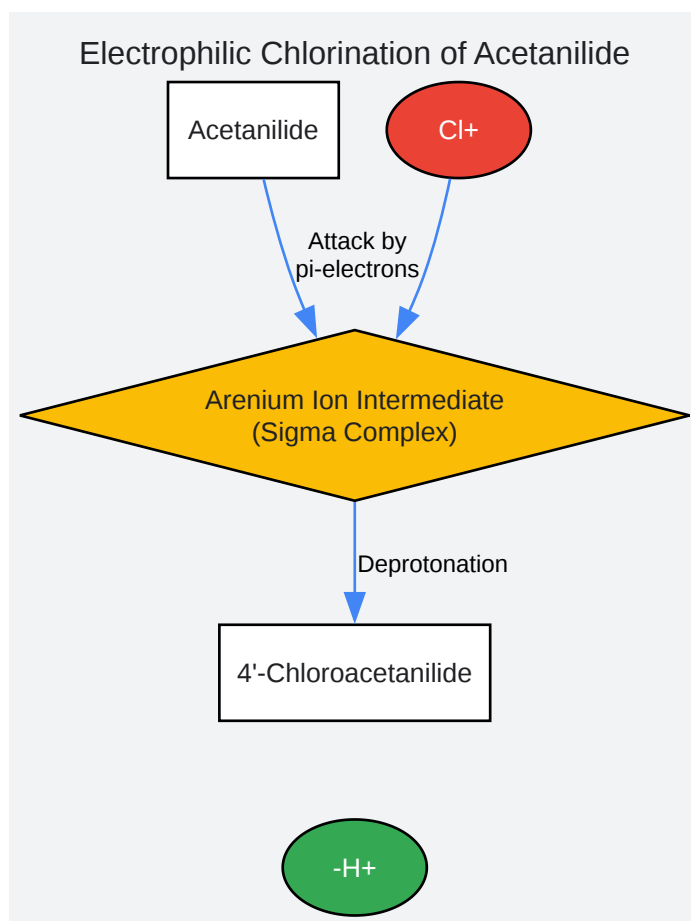 Electrophilic Chlorination of Acetanilide
Acetanilide
Cl+
Attack by
pi-electrons
Arenium Ion Intermediate
(Sigma Complex)
Deprotonation
4'-Chloroacetanilide
-H+